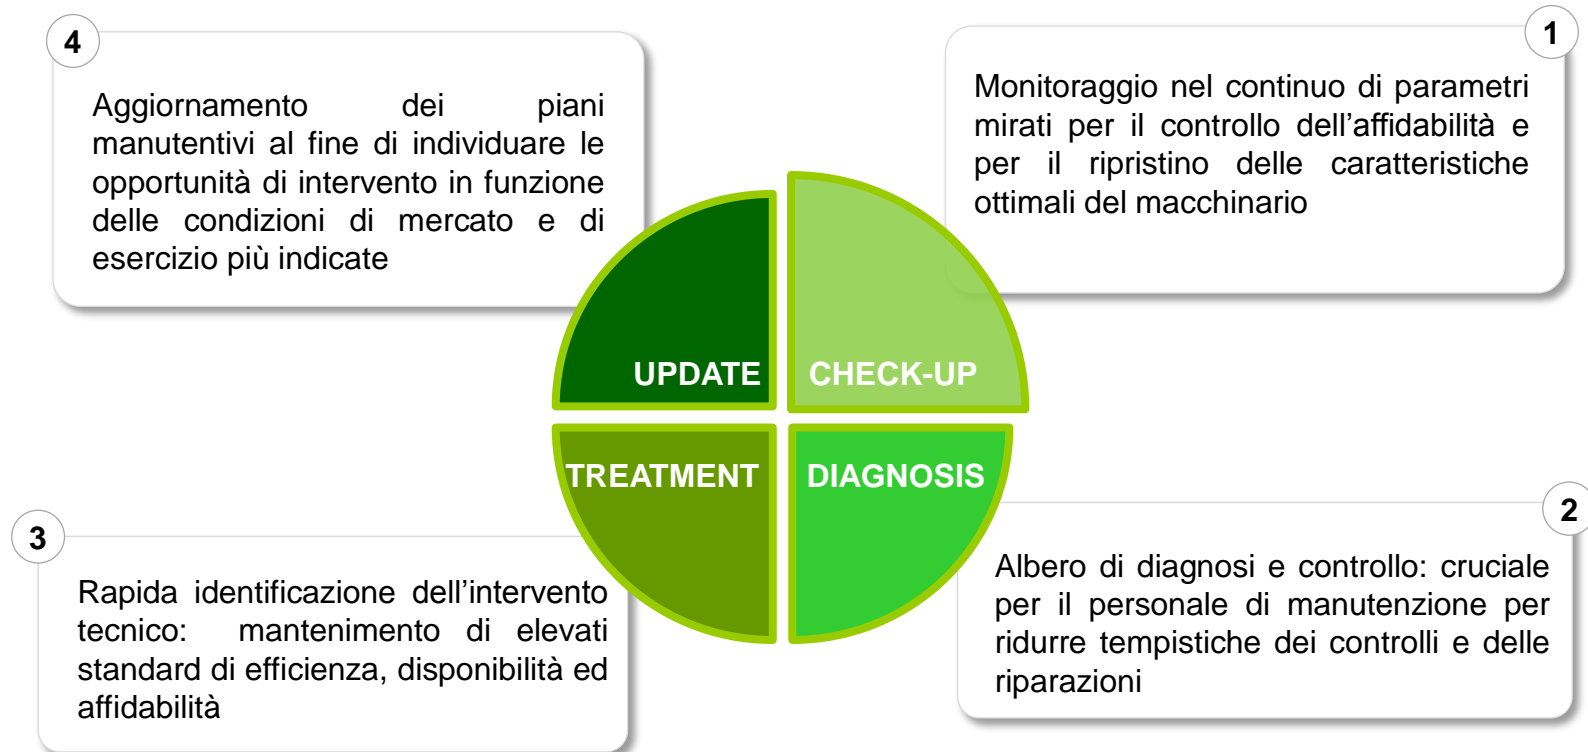 4
Aggiornamento dei piani
manutentivi al fine di individuare le
opportunità di intervento in funzione
delle condizioni di mercato e di
esercizio più indicate
1
Monitoraggio nel continuo di parametri
mirati per il controllo dell’affidabilità e
per il ripristino delle caratteristiche
ottimali del macchinario
UPDATE
CHECK-UP
TREATMENT
DIAGNOSIS
3
Rapida identificazione dell’intervento
tecnico: mantenimento di elevati
standard di efficienza, disponibilità ed
affidabilità
2
Albero di diagnosi e controllo: cruciale
per il personale di manutenzione per
ridurre tempistiche dei controlli e delle
riparazioni